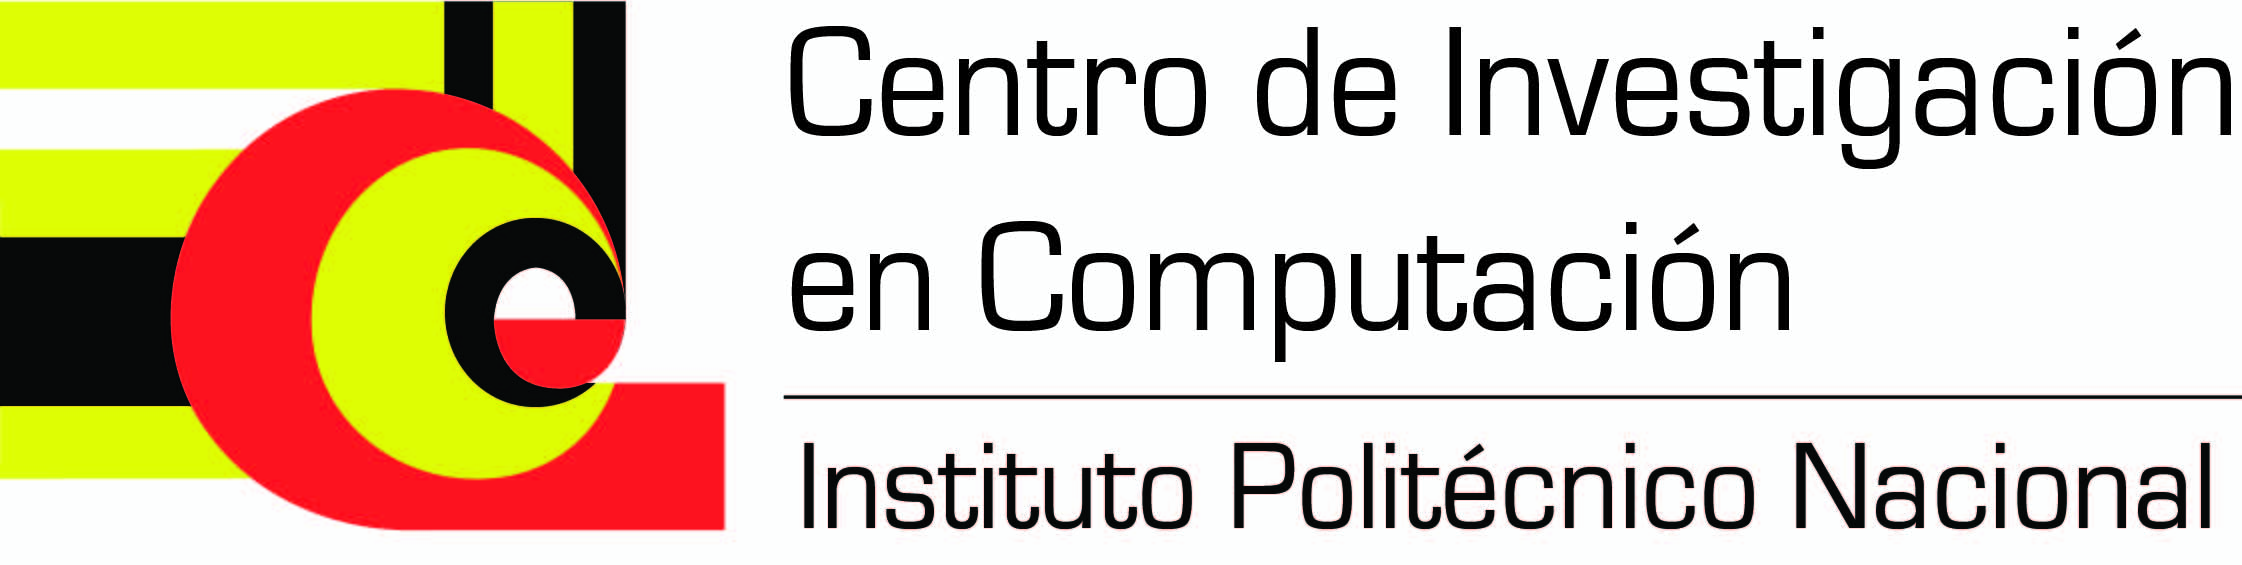 Centro de Investigación
en Computación
Instituto Politécnico Nacional